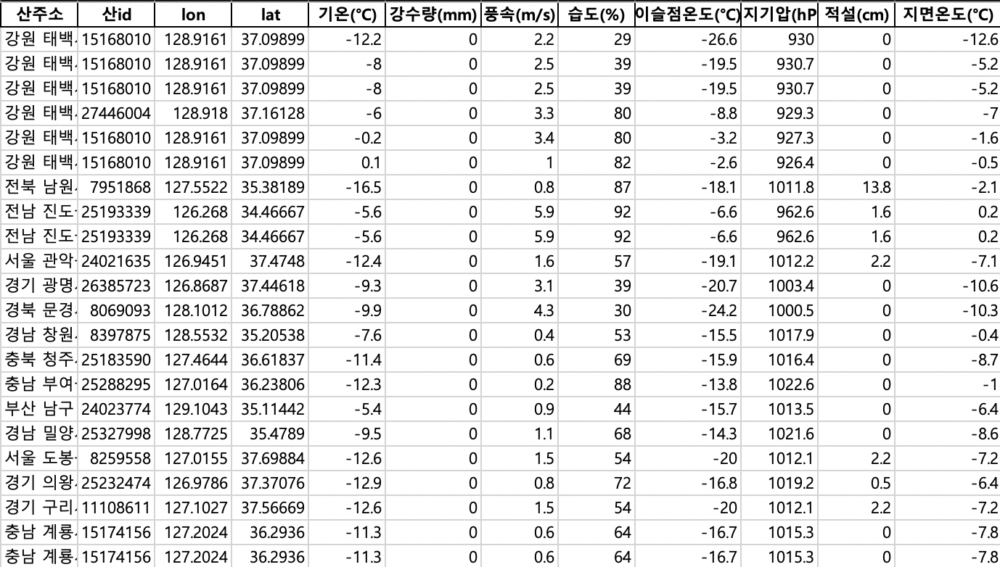 산주소 산id lon lat 기온(℃) 강수량(mm) 풍속(m/s) 습도(%) 이슬점온도(℃) 지기압(hP 적설(cm) 지면온도(℃)
강원 태백 15168010 128.9161 37.09899 -12.2 0 2.2 29 -26.6 930 0 -12.6
강원 태백 15168010 128.9161 37.09899 -8 0 2.5 39 -19.5 930.7 0 -5.2
강원 태백 15168010 128.9161 37.09899 -8 0 2.5 39 -19.5 930.7 0 -5.2
강원 태백 27446004 128.918 37.16128 -6 0 3.3 80 -8.8 929.3 0 -7
강원 태백 15168010 128.9161 37.09899 -0.2 0 3.4 80 -3.2 927.3 0 -1.6
강원 태백 15168010 128.9161 37.09899 0.1 0 1 82 -2.6 926.4 0 -0.5
전북 남원 7951868 127.5522 35.38189 -16.5 0 0.8 87 -18.1 1011.8 13.8 -2.1
전남 진도 25193339 126.268 34.46667 -5.6 0 5.9 92 -6.6 962.6 1.6 0.2
전남 진도 25193339 126.268 34.46667 -5.6 0 5.9 92 -6.6 962.6 1.6 0.2
서울 관악 24021635 126.9451 37.4748 -12.4 0 1.6 57 -19.1 1012.2 2.2 -7.1
경기 광명 26385723 126.8687 37.44618 -9.3 0 3.1 39 -20.7 1003.4 0 -10.6
경북 문경 8069093 128.1012 36.78862 -9.9 0 4.3 30 -24.2 1000.5 0 -10.3
경남 창원 8397875 128.5532 35.20538 -7.6 0 0.4 53 -15.5 1017.9 0 -0.4
충북 청주 25183590 127.4644 36.61837 -11.4 0 0.6 69 -15.9 1016.4 0 -8.7
충남 부여 25288295 127.0164 36.23806 -12.3 0 0.2 88 -13.8 1022.6 0 -1
부산 남구 24023774 129.1043 35.11442 -5.4 0 0.9 44 -15.7 1013.5 0 -6.4
경남 밀양 25327998 128.7725 35.4789 -9.5 0 1.1 68 -14.3 1021.6 0 -8.6
서울 도봉 8259558 127.0155 37.69884 -12.6 0 1.5 54 -20 1012.1 2.2 -7.2
경기 의왕 25232474 126.9786 37.37076 -12.9 0 0.8 72 -16.8 1019.2 0.5 -6.4
경기 구리 11108611 127.1027 37.56669 -12.6 0 1.5 54 -20 1012.1 2.2 -7.2
충남 계룡 15174156 127.2024 36.2936 -11.3 0 0.6 64 -16.7 1015.3 0 -7.8
충남 계룡 15174156 127.2024 36.2936 -11.3 0 0.6 64 -16.7 1015.3 0 -7.8